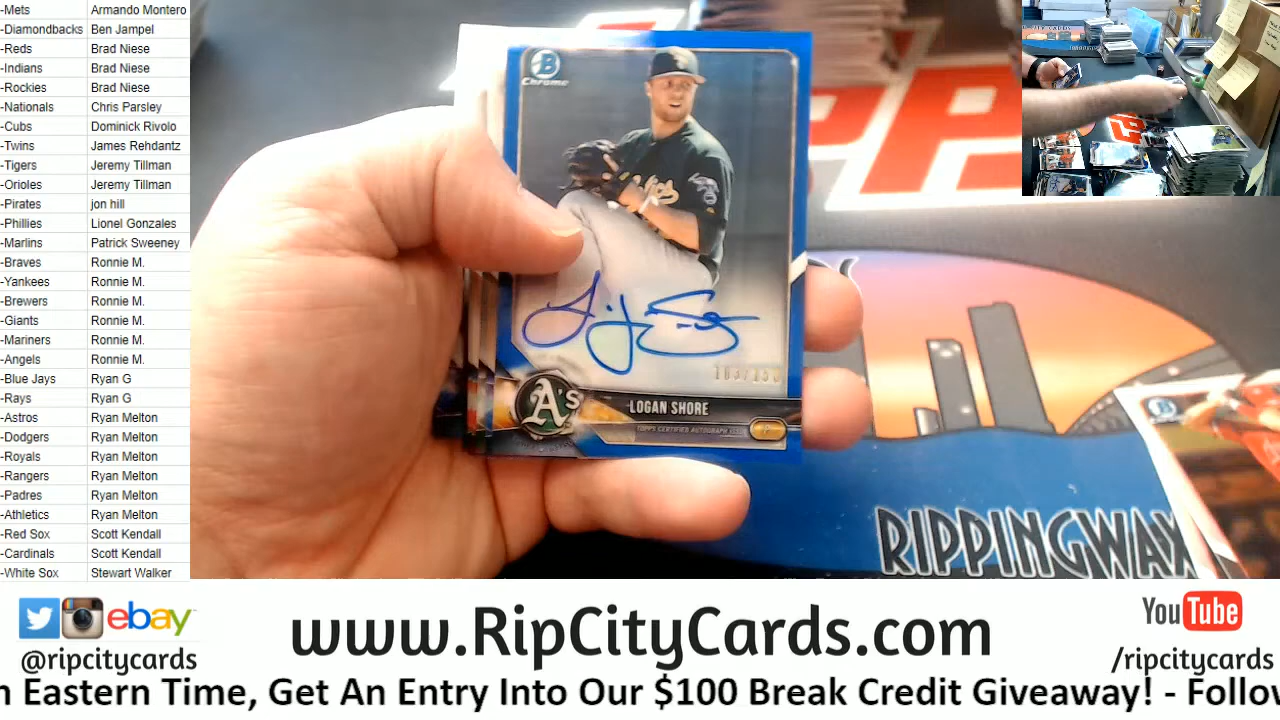 -Mets Armando Montero
-Diamondbacks Ben Jampel
-Reds Brad Niese
-Indians Brad Niese
-Rockies Brad Niese
-Nationals Chris Parsley
-Cubs Dominick Rivolo
-Twins James Rehdantz
-Tigers Jeremy Tillman
-Orioles Jeremy Tillman
-Pirates jon hill
-Phillies Lionel Gonzales
-Marlins Patrick Sweeney
-Braves Ronnie M.
-Yankees Ronnie M.
-Brewers Ronnie M.
-Giants Ronnie M.
-Mariners Ronnie M.
-Angels Ronnie M.
-Blue Jays Ryan G
-Rays Ryan G
-Astros Ryan Melton
-Dodgers Ryan Melton
-Royals Ryan Melton
-Rangers Ryan Melton
-Padres Ryan Melton
-Athletics Ryan Melton
-Red Sox Scott Kendall
-Cardinals Scott Kendall
-White Sox Stewart Walker
B
Chrome
A's
LOGAN SHORE
TOPPS CERTIFIED AUTOGRAPH
P
RIPPINGWAX
ebay
@ripcitycards
www.RipCityCards.com
YouTube
/ripcitycards
n Eastern Time, Get An Entry Into Our $100 Break Credit Giveaway! - Follow